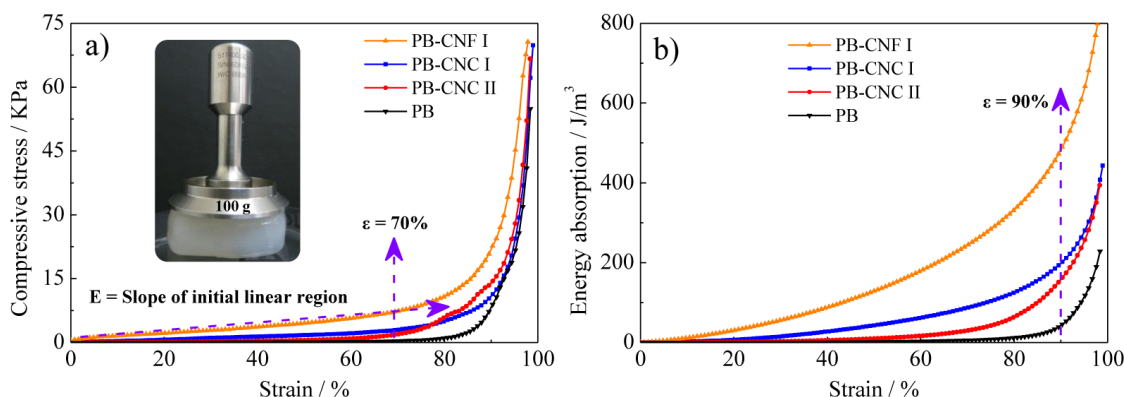 a)
Compressive stress / KPa
75
60
45
30
15
0
0
20
40
60
80
100
Strain / %
PB-CNF I
PB-CNC I
PB-CNC II
PB
100 g
ε = 70%
E = Slope of initial linear region
b)
Energy absorption / J/m³
800
600
400
200
0
0
20
40
60
80
100
Strain / %
PB-CNF I
PB-CNC I
PB-CNC II
PB
ε = 90%